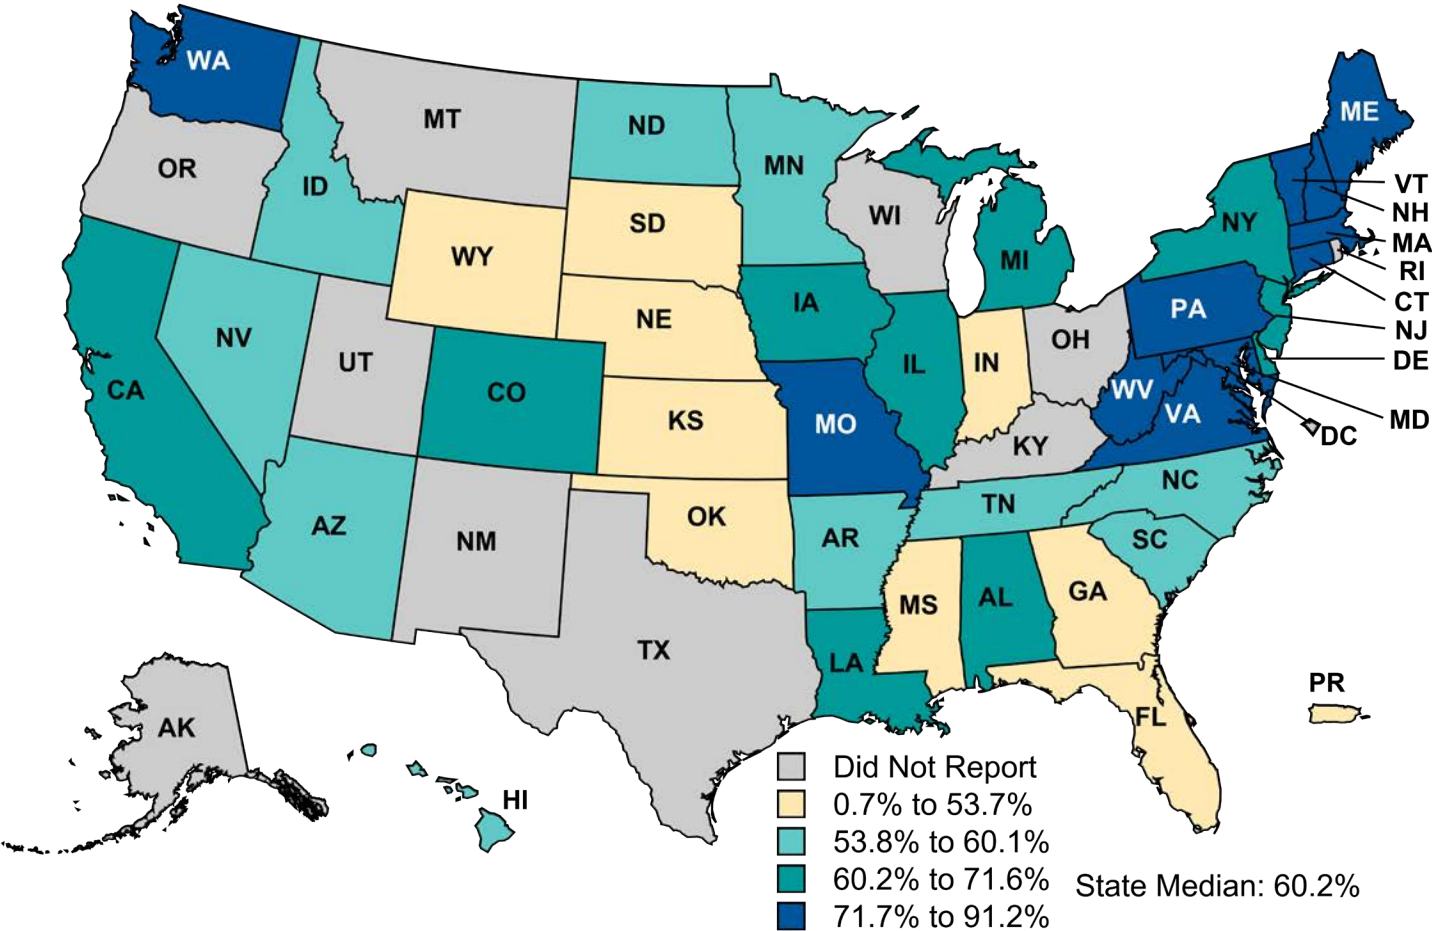 WA
ME
MT
ND
OR
MN
ID
VT
NH
WI
SD
NY
MA
WY
MI
RI
IA
CT
NE
PA
NJ
NV
OH
DE
UT
IL
IN
CA
CO
WV
VA
MD
KS
MO
DC
KY
NC
TN
OK
AZ
AR
SC
NM
MS
AL
GA
TX
LA
PR
FL
AK
HI
Did Not Report
0.7% to 53.7%
53.8% to 60.1%
60.2% to 71.6%
State Median: 60.2%
71.7% to 91.2%